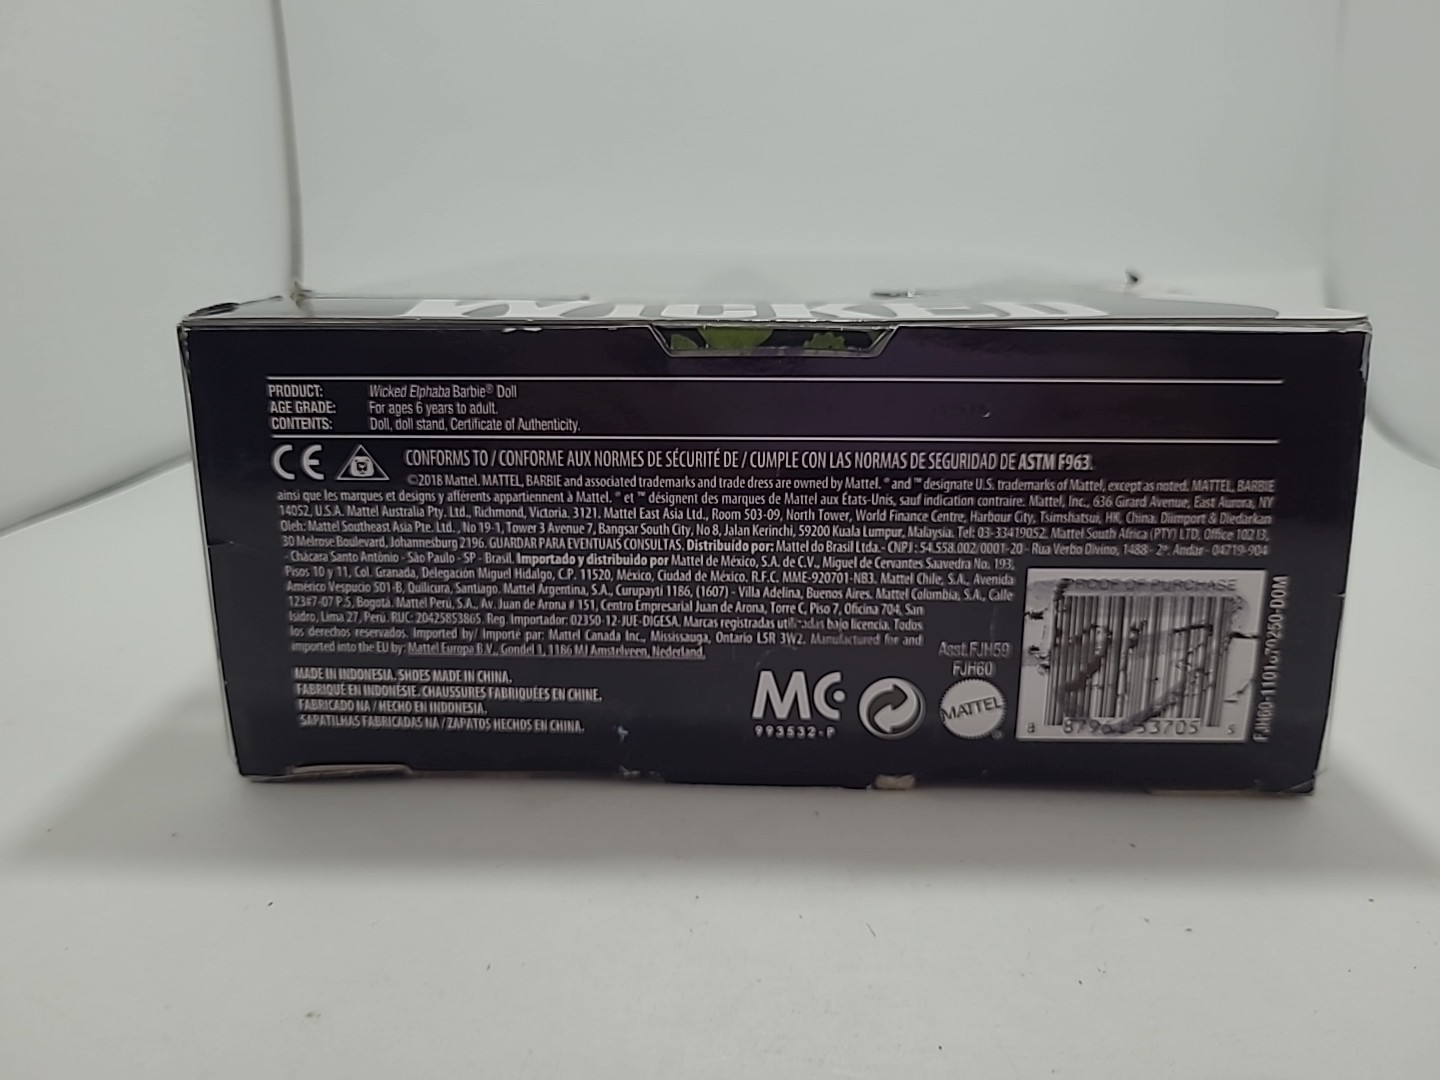 WICKED
PRODUCT: Wicked Elphaba Barbie® Doll
AGE GRADE: For ages 6 years to adult.
CONTENTS: Doll, doll stand, Certificate of Authenticity.
CE CONFORMS TO / CONFORME AUX NORMES DE SÉCURITÉ DE / CUMPLE CON LAS NORMAS DE SEGURIDAD DE ASTM F963.
©2018 Mattel. MATTEL, BARBIE and associated trademarks and trade dress are owned by Mattel. ® and ™ designate U.S. trademarks of Mattel, except as noted. MATTEL, BARBIE
ainsi que les marques et designs y afférents appartiennent à Mattel. ® et ™ désignent des marques de Mattel aux États-Unis, sauf indication contraire. Mattel, Inc., 636 Girard Avenue, East Aurora, NY
14052, U.S.A. Mattel Australia Pty. Ltd., Richmond, Victoria. 3121. Mattel East Asia Ltd., Room 503-09, North Tower, World Finance Centre, Harbour City, Tsimshatsui, HK, China. Diimport & Diedarkan
Oleh: Mattel Southeast Asia Pte. Ltd., No 19-1, Tower 3 Avenue 7, Bangsar South City, No 8, Jalan Kerinchi, 59200 Kuala Lumpur, Malaysia. Tel: 03-33419052. Mattel South Africa (PTY) LTD, Office 102 I3,
30 Melrose Boulevard, Johannesburg 2196. GUARDAR PARA EVENTUAIS CONSULTAS. Distribuído por: Mattel do Brasil Ltda.- CNPJ: 54.558.002/0001-20 - Rua Verbo Divino, 1488 - 2º. Andar - 04719-904
- Chácara Santo Antônio - São Paulo - SP - Brasil. Importado y distribuido por Mattel de México, S.A. de C.V., Miguel de Cervantes Saavedra No. 193,
Pisos 10 y 11, Col. Granada, Delegación Miguel Hidalgo, C.P. 11520, México, Ciudad de México. R.F.C. MME-920701-NB3. Mattel Chile, S.A., Avenida
Américo Vespucio 501-B, Quilicura, Santiago. Mattel Argentina, S.A., Curupaytí 1186, (1607) - Villa Adelina, Buenos Aires. Mattel Colombia, S.A., Calle
123#7-07 P.5, Bogotá. Mattel Perú, S.A., Av. Juan de Arona # 151, Centro Empresarial Juan de Arona, Torre C, Piso 7, Oficina 704, San
Isidro, Lima 27, Perú. RUC: 20425853865. Reg. Importador: 02350-12-JUE-DIGESA. Marcas registradas utilizadas bajo licencia. Todos
los derechos reservados. Imported by/ Importé par: Mattel Canada Inc., Mississauga, Ontario L5R 3W2. Manufactured for and
imported into the EU by: Mattel Europa B.V., Gondel 1, 1186 MJ Amstelveen, Nederland.
MADE IN INDONESIA. SHOES MADE IN CHINA.
FABRIQUÉ EN INDONÉSIE. CHAUSSURES FABRIQUÉES EN CHINE.
FABRICADO NA / HECHO EN INDONESIA.
SAPATILHAS FABRICADAS NA / ZAPATOS HECHOS EN CHINA.
MC
993532-P
Asst.FJH59
FJH60
MATTEL
PROOF OF PURCHASE
8 53705 5
FJH60-1101870250-DOM